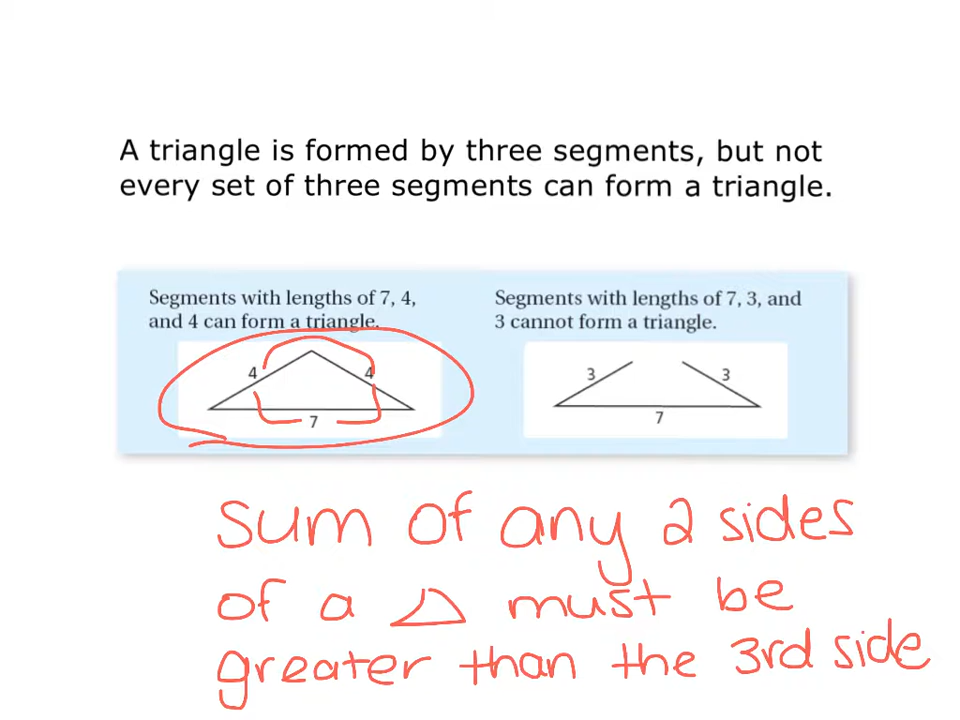 A triangle is formed by three segments, but not
every set of three segments can form a triangle.
Segments with lengths of 7, 4,
and 4 can form a triangle.
4
4
7
Segments with lengths of 7, 3, and
3 cannot form a triangle.
3
3
7
Sum of any 2 sides
of a △ must be
greater than the 3rd side